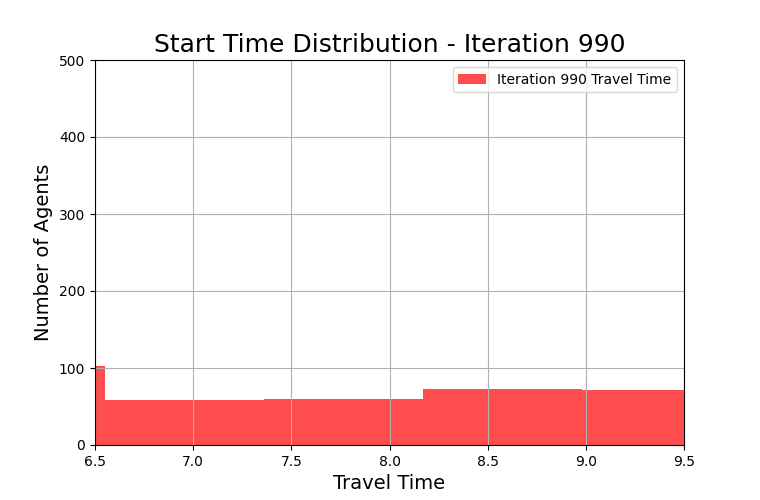 Start Time Distribution - Iteration 990
Iteration 990 Travel Time
Number of Agents
500
400
300
200
100
0
6.5 7.0 7.5 8.0 8.5 9.0 9.5
Travel Time